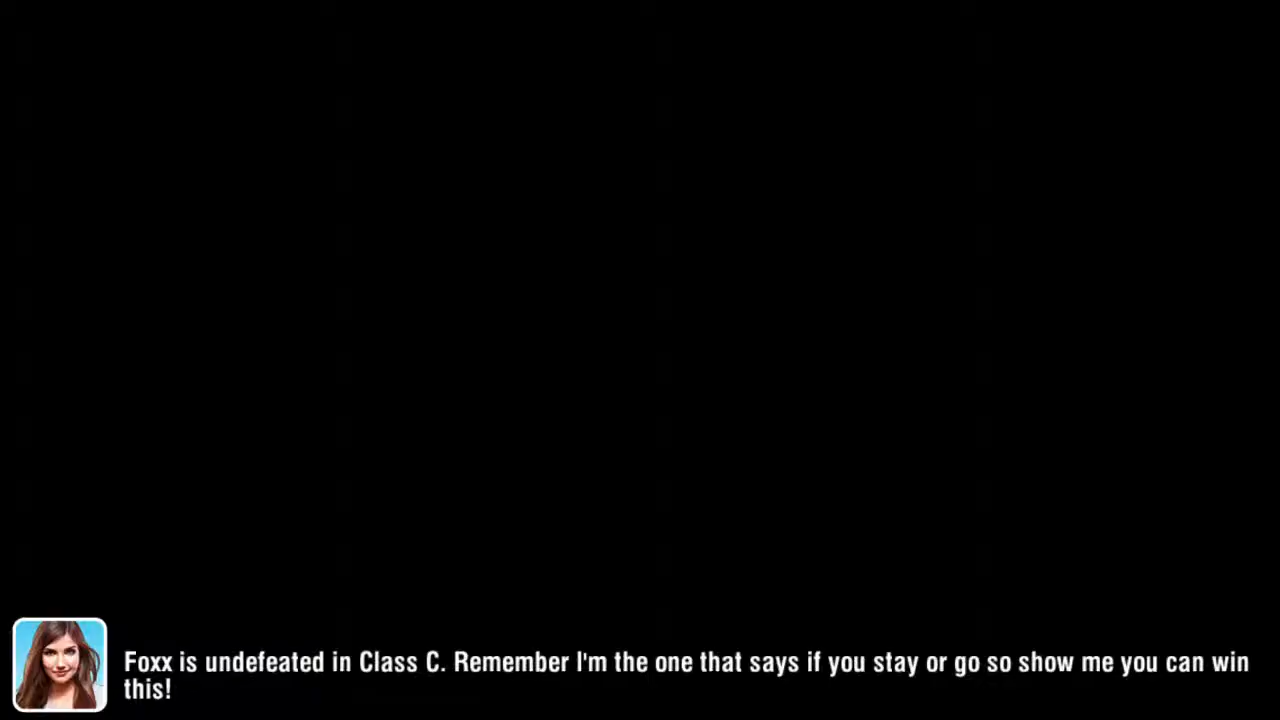 Foxx is undefeated in Class C. Remember I'm the one that says if you stay or go so show me you can win
this!